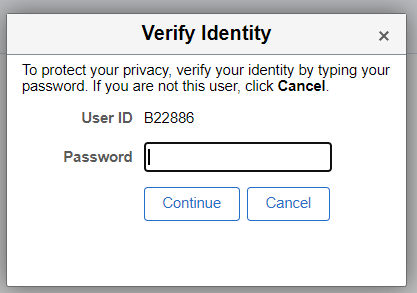 Verify Identity ×
To protect your privacy, verify your identity by typing your
password. If you are not this user, click Cancel.
User ID B22886
Password
Continue Cancel